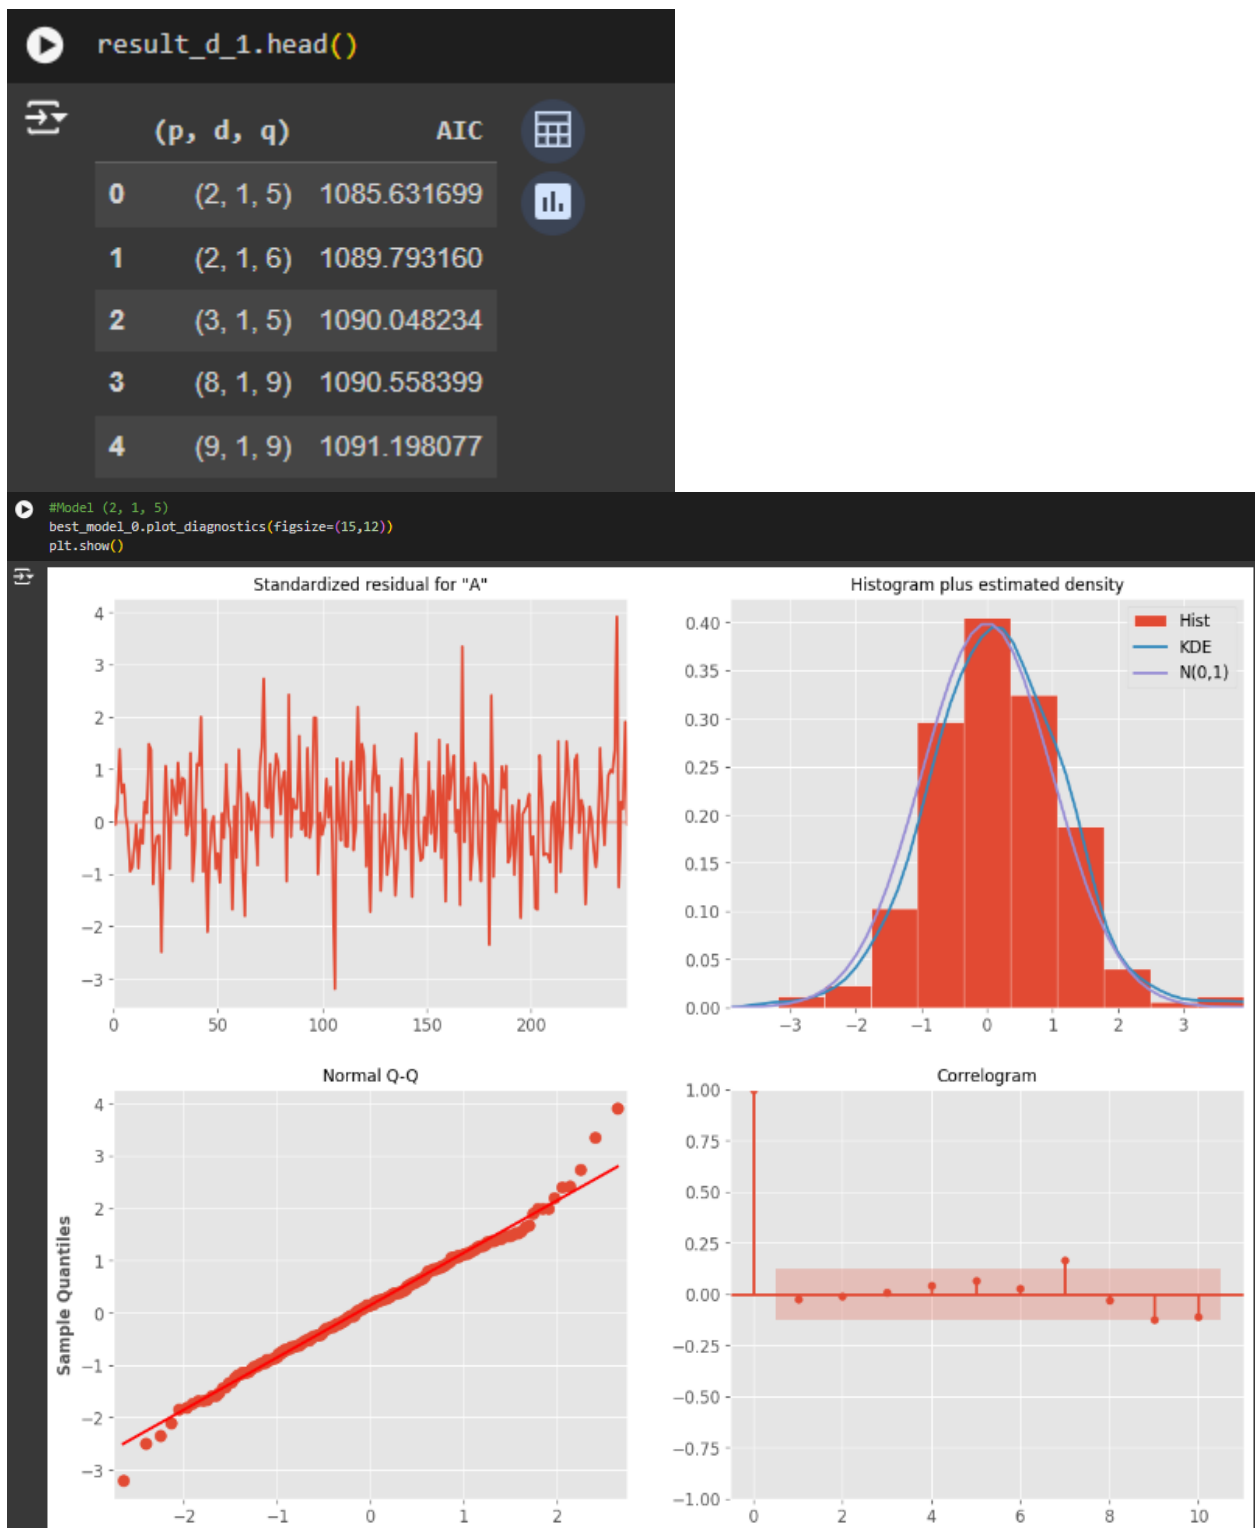 result_d_1.head()
(p, d, q) AIC
0 (2, 1, 5) 1085.631699
1 (2, 1, 6) 1089.793160
2 (3, 1, 5) 1090.048234
3 (8, 1, 9) 1090.558399
4 (9, 1, 9) 1091.198077
#Model (2, 1, 5)
best_model_0.plot_diagnostics(figsize=(15,12))
plt.show()
Standardized residual for "A"
4
3
2
1
0
−1
−2
−3
0 50 100 150 200
Histogram plus estimated density
Hist
KDE
N(0,1)
0.40
0.35
0.30
0.25
0.20
0.15
0.10
0.05
0.00
−3 −2 −1 0 1 2 3
Normal Q-Q
Sample Quantiles
4
3
2
1
0
−1
−2
−3
−2 −1 0 1 2
Correlogram
1.00
0.75
0.50
0.25
0.00
−0.25
−0.50
−0.75
−1.00
0 2 4 6 8 10